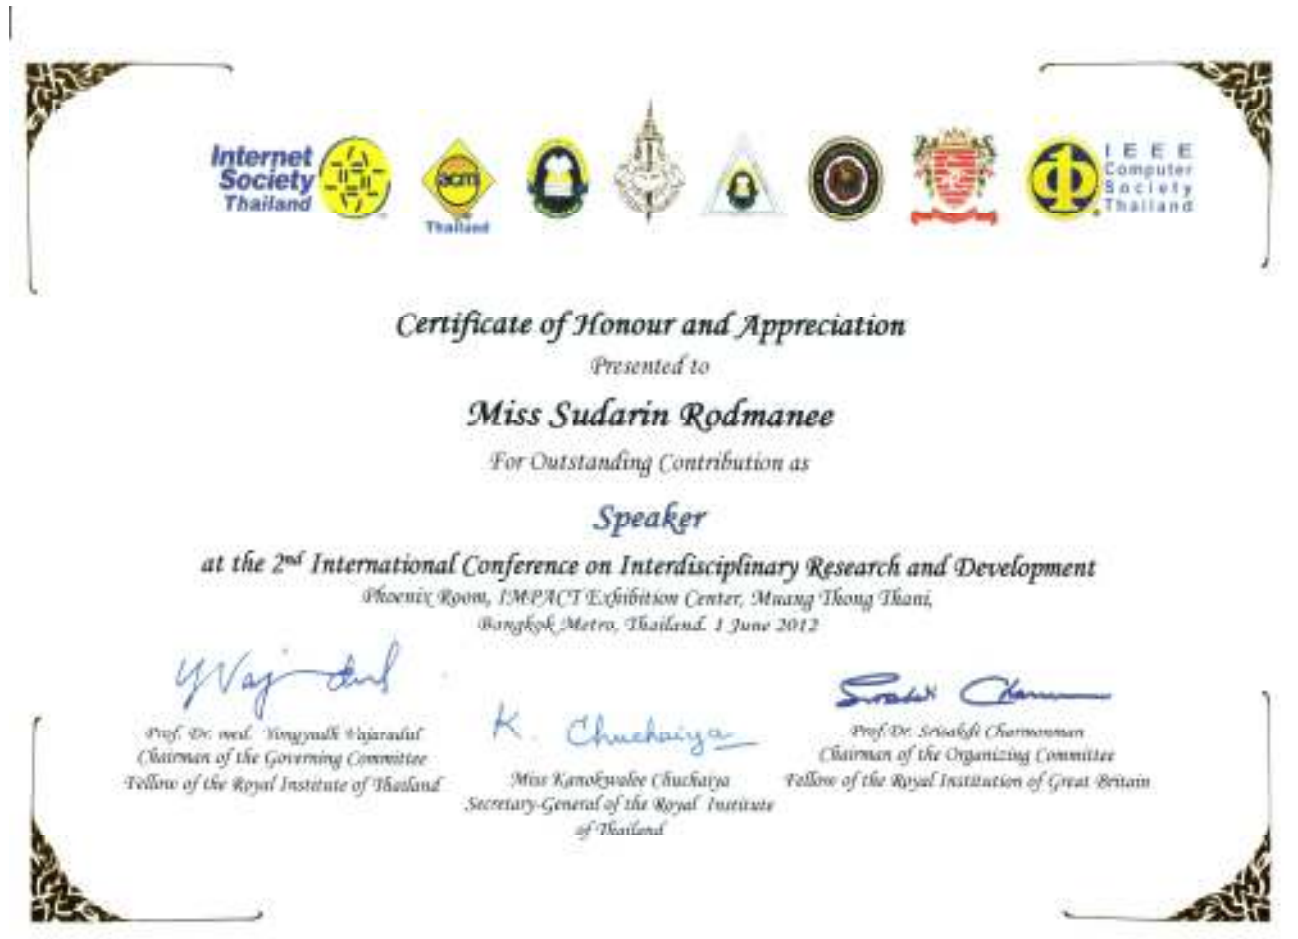 Internet
Society
Thailand
acm
Thailand
IEEE
Computer
Society
Thailand
Certificate of Honour and Appreciation
Presented to
Miss Sudarin Rodmanee
For Outstanding Contribution as
Speaker
at the 2nd International Conference on Interdisciplinary Research and Development
Phoenix Room, IMPACT Exhibition Center, Muang Thong Thani,
Bangkok Metro, Thailand. 1 June 2012
Prof. Dr. med. Yongyudh Vajaradul
Chairman of the Governing Committee
Fellow of the Royal Institute of Thailand
K. Chuchaiya
Miss Kanokwalee Chuchaiya
Secretary-General of the Royal Institute
of Thailand
Prof. Dr. Srisakdi Charmonman
Chairman of the Organizing Committee
Fellow of the Royal Institution of Great Britain